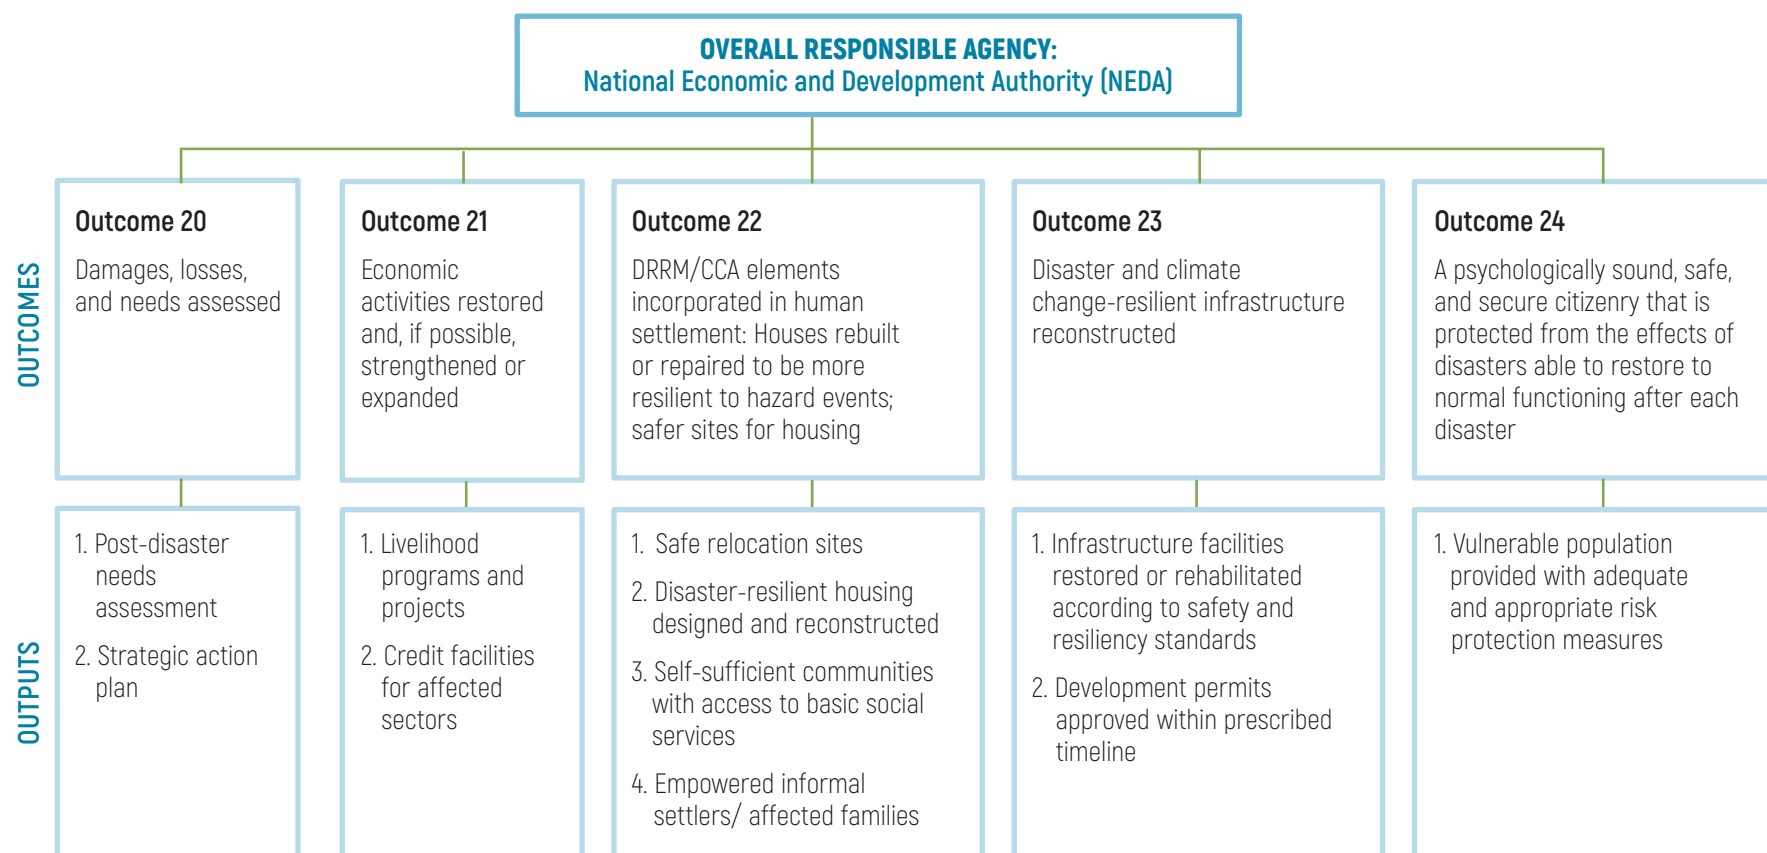 OVERALL RESPONSIBLE AGENCY:
National Economic and Development Authority (NEDA)
OUTCOMES
Outcome 20
Damages, losses,
and needs assessed
Outcome 21
Economic
activities restored
and, if possible,
strengthened or
expanded
Outcome 22
DRRM/CCA elements
incorporated in human
settlement: Houses rebuilt
or repaired to be more
resilient to hazard events;
safer sites for housing
Outcome 23
Disaster and climate
change-resilient infrastructure
reconstructed
Outcome 24
A psychologically sound, safe,
and secure citizenry that is
protected from the effects of
disasters able to restore to
normal functioning after each
disaster
OUTPUTS
1. Post-disaster
needs
assessment
2. Strategic action
plan
1. Livelihood
programs and
projects
2. Credit facilities
for affected
sectors
1. Safe relocation sites
2. Disaster-resilient housing
designed and reconstructed
3. Self-sufficient communities
with access to basic social
services
4. Empowered informal
settlers/ affected families
1. Infrastructure facilities
restored or rehabilitated
according to safety and
resiliency standards
2. Development permits
approved within prescribed
timeline
1. Vulnerable population
provided with adequate
and appropriate risk
protection measures